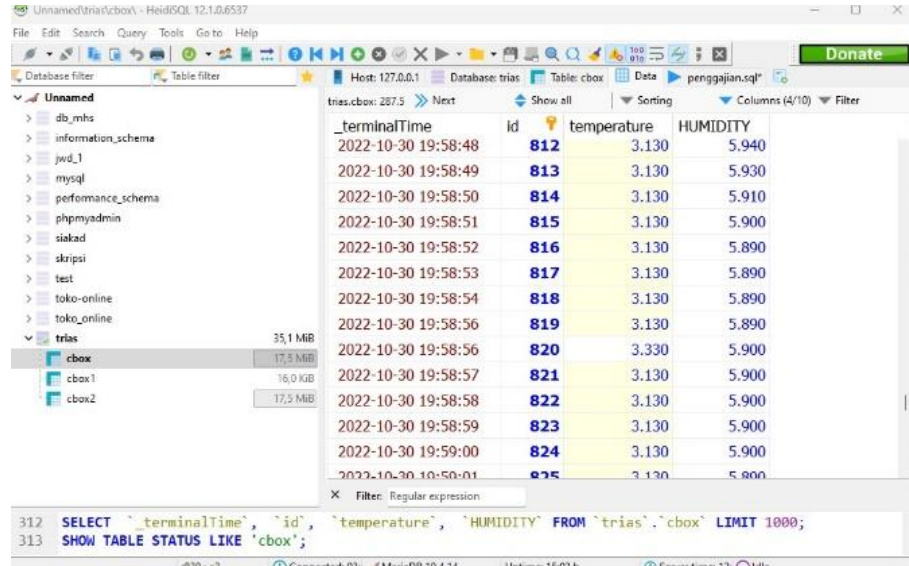 Unnamed\trias\cbox\ - HeidiSQL 12.1.0.6537
File Edit Search Query Tools Go to Help
Donate
Database filter Table filter Host: 127.0.0.1 Database: trias Table: cbox Data penggajian.sql*
Unnamed
db_mhs
information_schema
jwd_1
mysql
performance_schema
phpmyadmin
siakad
skripsi
test
toko-online
toko_online
trias 35,1 MiB
cbox 17,5 MiB
cbox1 16,0 KiB
cbox2 17,5 MiB
trias.cbox: 287.5 Next Show all Sorting Columns (4/10) Filter
_terminalTime id temperature HUMIDITY
2022-10-30 19:58:48 812 3.130 5.940
2022-10-30 19:58:49 813 3.130 5.930
2022-10-30 19:58:50 814 3.130 5.910
2022-10-30 19:58:51 815 3.130 5.900
2022-10-30 19:58:52 816 3.130 5.890
2022-10-30 19:58:53 817 3.130 5.890
2022-10-30 19:58:54 818 3.130 5.890
2022-10-30 19:58:56 819 3.130 5.890
2022-10-30 19:58:56 820 3.330 5.900
2022-10-30 19:58:57 821 3.130 5.900
2022-10-30 19:58:58 822 3.130 5.900
2022-10-30 19:58:59 823 3.130 5.900
2022-10-30 19:59:00 824 3.130 5.900
2022-10-30 19:59:01 825 3.130 5.890
Filter: Regular expression
312 SELECT `_terminalTime`, `id`, `temperature`, `HUMIDITY` FROM `trias`.`cbox` LIMIT 1000;
313 SHOW TABLE STATUS LIKE 'cbox';